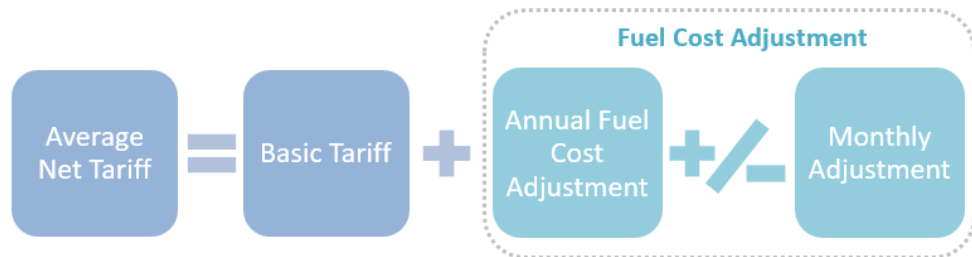 Fuel Cost Adjustment
Average
Net Tariff
=
Basic Tariff
+
Annual Fuel
Cost
Adjustment
+/-
Monthly
Adjustment